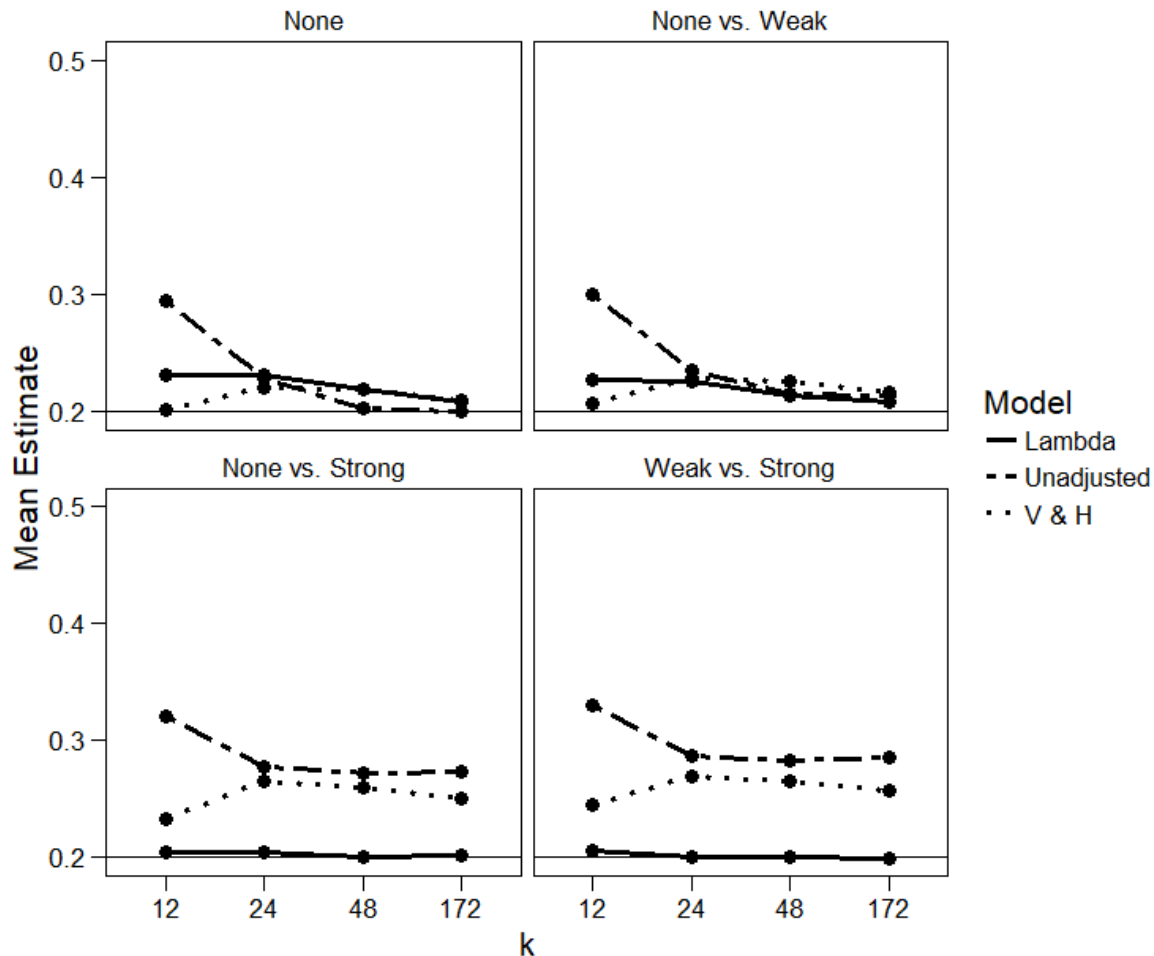 None
None vs. Weak
0.5
0.4
0.3
0.2
Mean Estimate
None vs. Strong
Weak vs. Strong
0.5
0.4
0.3
0.2
12
24
48
172
12
24
48
172
k
Model
Lambda
Unadjusted
V & H